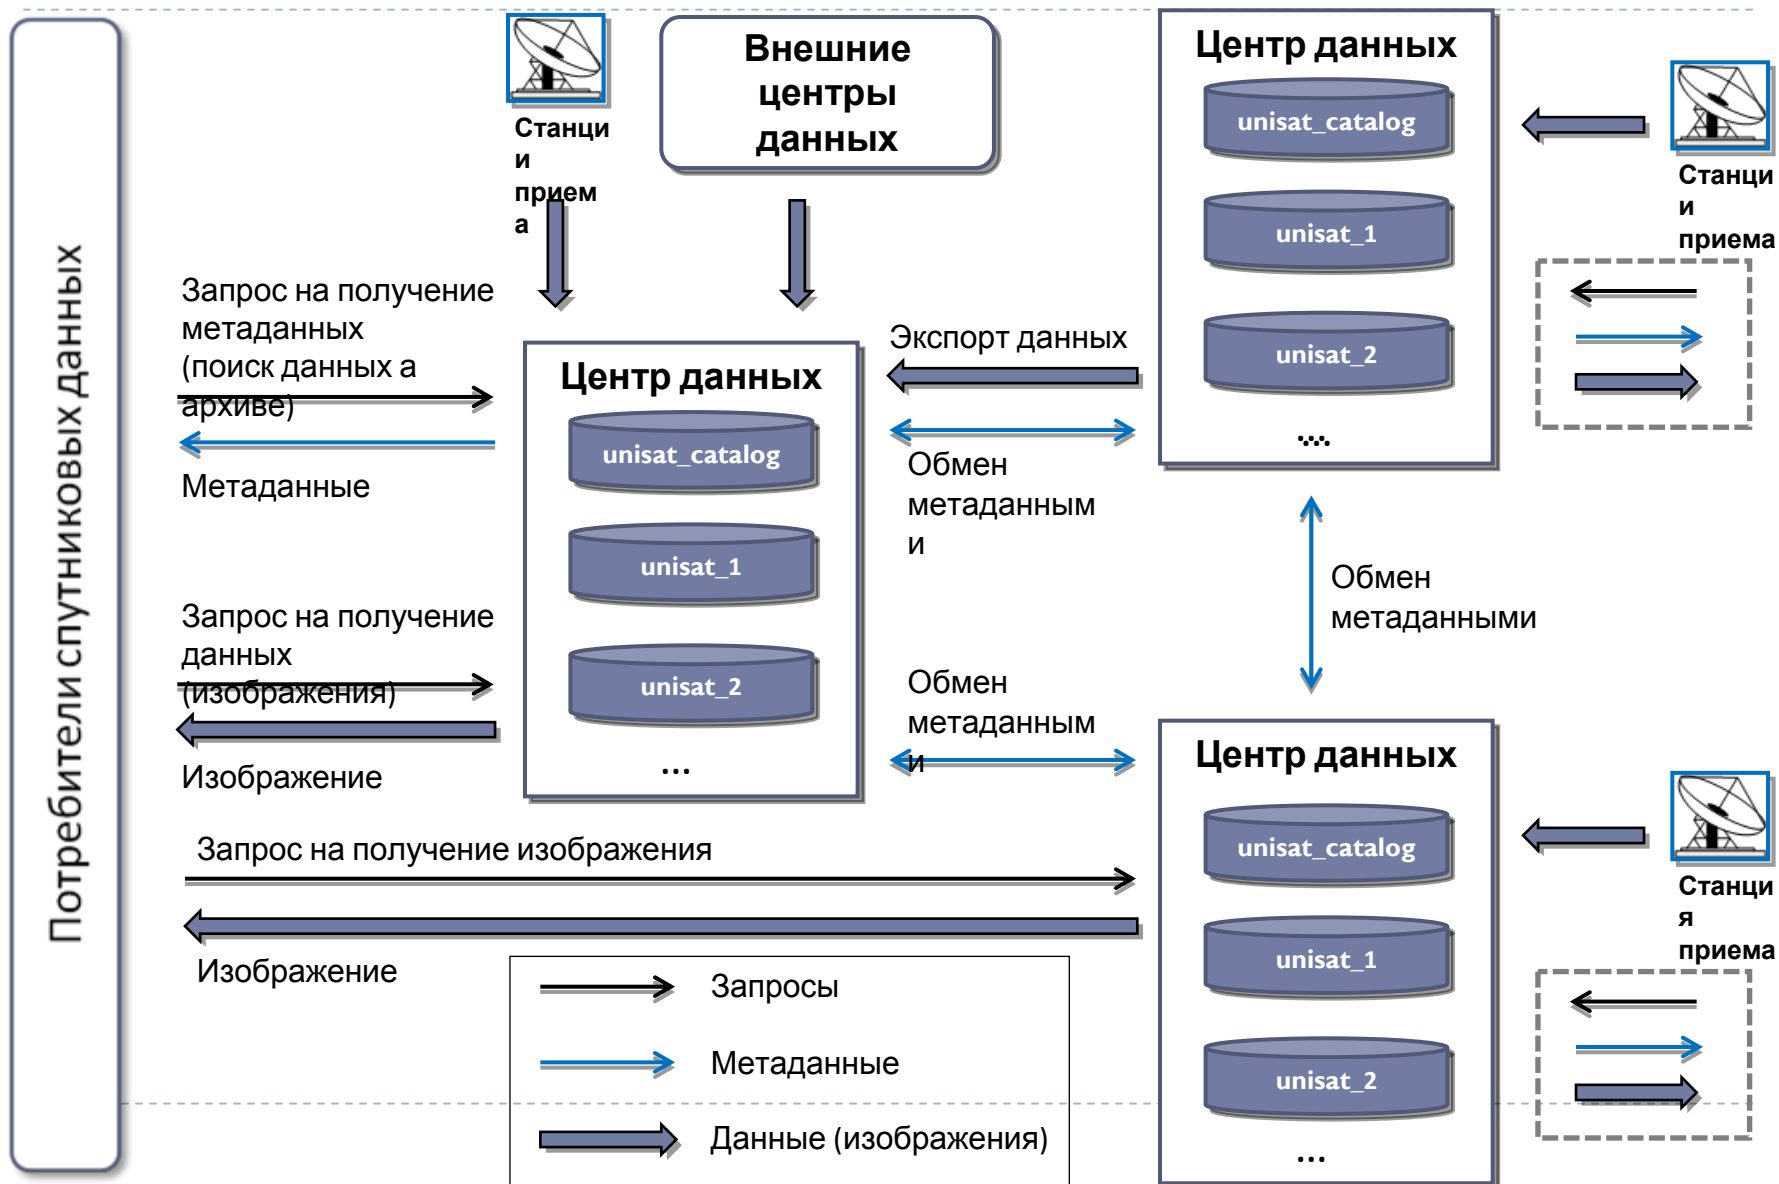 Потребители спутниковых данных
Станци
и
прием
а
Внешние
центры
данных
Центр данных
unisat_catalog
unisat_1
unisat_2
....
Станци
и
приема
Запрос на получение
метаданных
(поиск данных а
архиве)
Метаданные
Запрос на получение
данных
(изображения)
Изображение
Центр данных
unisat_catalog
unisat_1
unisat_2
...
Экспорт данных
Обмен
метаданным
и
Обмен
метаданными
Обмен
метаданным
и
Центр данных
unisat_catalog
unisat_1
unisat_2
...
Станци
я
приема
Запрос на получение изображения
Изображение
Запросы
Метаданные
Данные (изображения)